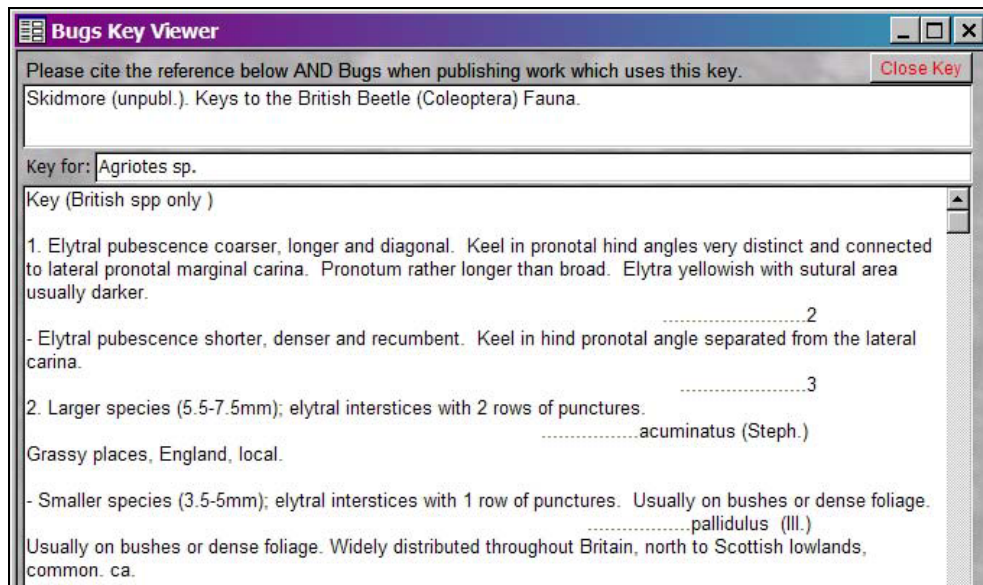 Bugs Key Viewer
Please cite the reference below AND Bugs when publishing work which uses this key.
Close Key
Skidmore (unpubl.). Keys to the British Beetle (Coleoptera) Fauna.
Key for: Agriotes sp.
Key (British spp only )
1. Elytral pubescence coarser, longer and diagonal.  Keel in pronotal hind angles very distinct and connected
to lateral pronotal marginal carina.  Pronotum rather longer than broad.  Elytra yellowish with sutural area
usually darker.
.......................2
- Elytral pubescence shorter, denser and recumbent.  Keel in hind pronotal angle separated from the lateral
carina.
....................3
2. Larger species (5.5-7.5mm); elytral interstices with 2 rows of punctures.
................acuminatus (Steph.)
Grassy places, England, local.
- Smaller species (3.5-5mm); elytral interstices with 1 row of punctures.  Usually on bushes or dense foliage.
.................pallidulus  (Ill.)
Usually on bushes or dense foliage. Widely distributed throughout Britain, north to Scottish lowlands,
common. ca.